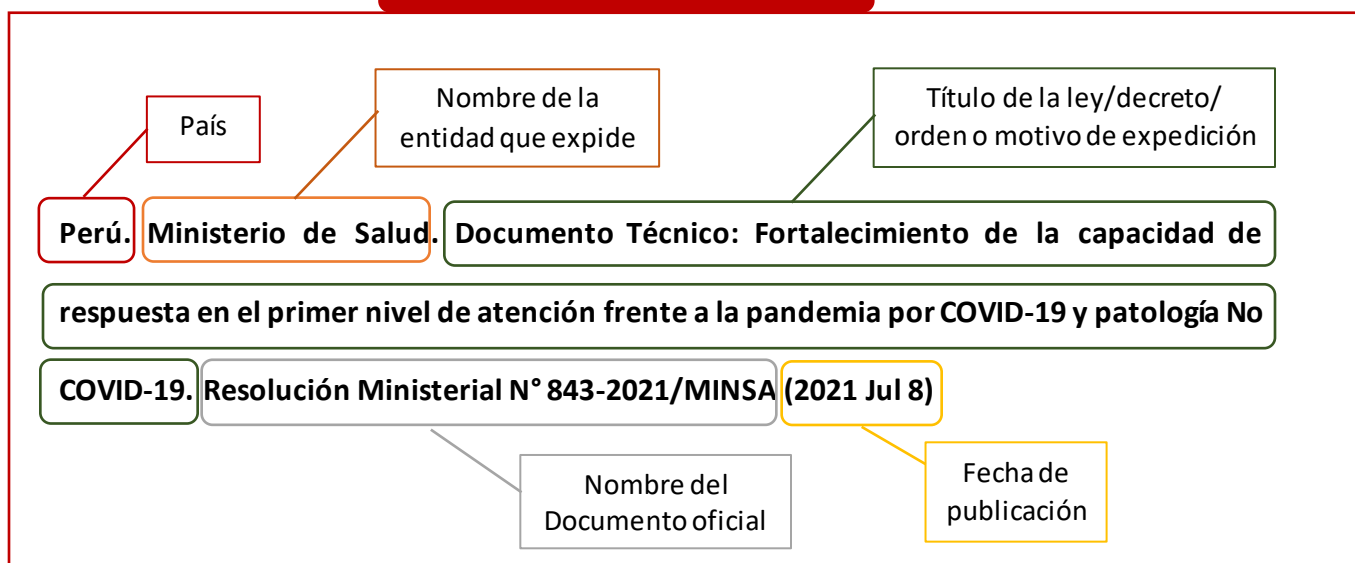 País
Nombre de la
entidad que expide
Título de la ley/decreto/
orden o motivo de expedición
Perú. Ministerio de Salud. Documento Técnico: Fortalecimiento de la capacidad de
respuesta en el primer nivel de atención frente a la pandemia por COVID-19 y patología No
COVID-19. Resolución Ministerial N° 843-2021/MINSA (2021 Jul 8)
Nombre del
Documento oficial
Fecha de
publicación